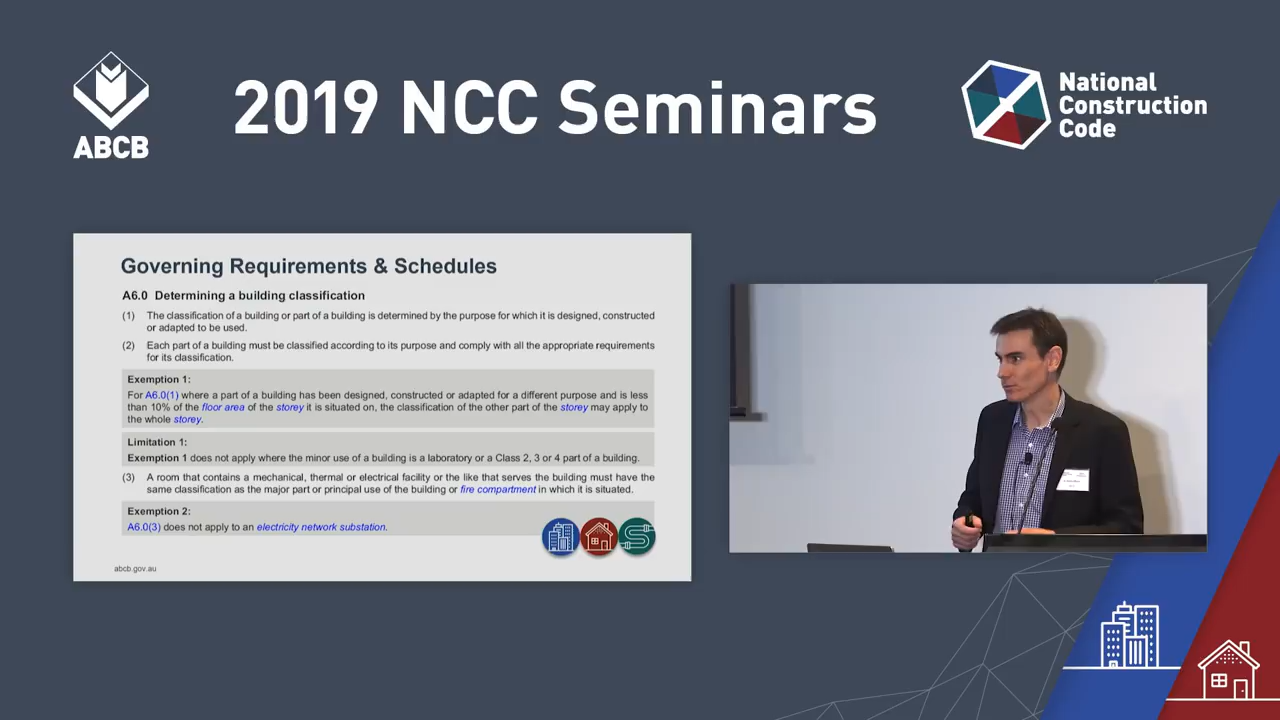 ABCB
2019 NCC Seminars
National
Construction
Code
Governing Requirements & Schedules
A6.0 Determining a building classification
(1) The classification of a building or part of a building is determined by the purpose for which it is designed, constructed
or adapted to be used.
(2) Each part of a building must be classified according to its purpose and comply with all the appropriate requirements
for its classification.
Exemption 1:
For A6.0(1) where a part of a building has been designed, constructed or adapted for a different purpose and is less
than 10% of the floor area of the storey it is situated on, the classification of the other part of the storey may apply to
the whole storey.
Limitation 1:
Exemption 1 does not apply where the minor use of a building is a laboratory or a Class 2, 3 or 4 part of a building.
(3) A room that contains a mechanical, thermal or electrical facility or the like that serves the building must have the
same classification as the major part or principal use of the building or fire compartment in which it is situated.
Exemption 2:
A6.0(3) does not apply to an electricity network substation.
abcb.gov.au